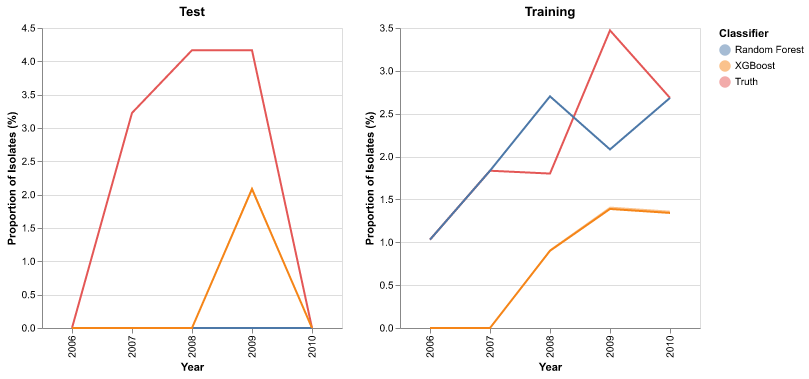 Test
Proportion of Isolates (%)
4.5
4.0
3.5
3.0
2.5
2.0
1.5
1.0
0.5
0.0
2006
2007
2008
2009
2010
Year
Training
Proportion of Isolates (%)
3.5
3.0
2.5
2.0
1.5
1.0
0.5
0.0
2006
2007
2008
2009
2010
Year
Classifier
Random Forest
XGBoost
Truth